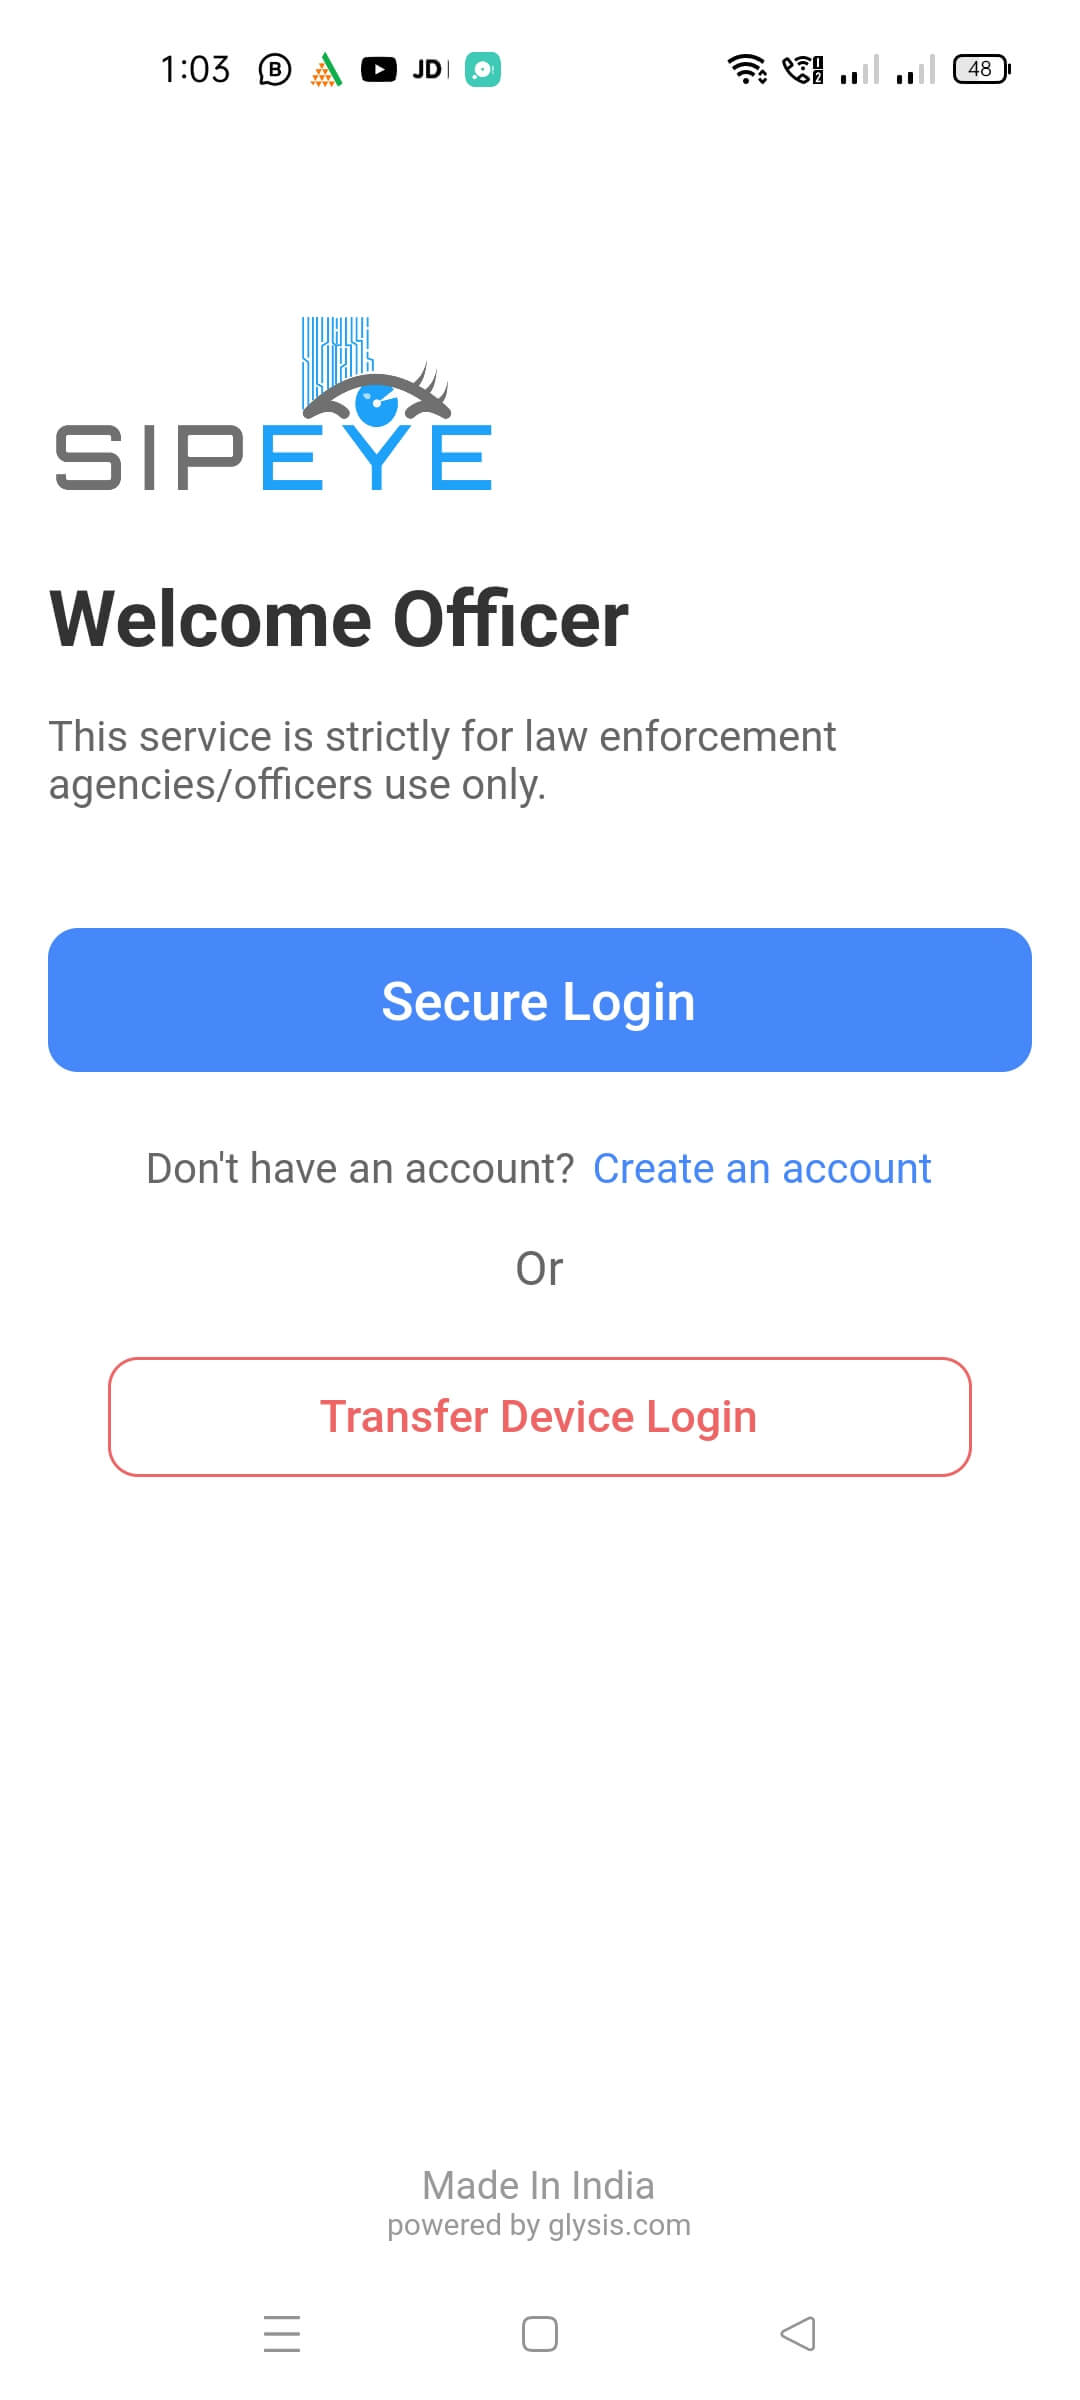 1:03 B JD 48
SIPEYE
Welcome Officer
This service is strictly for law enforcement
agencies/officers use only.
Secure Login
Don't have an account? Create an account
Or
Transfer Device Login
Made In India
powered by glysis.com